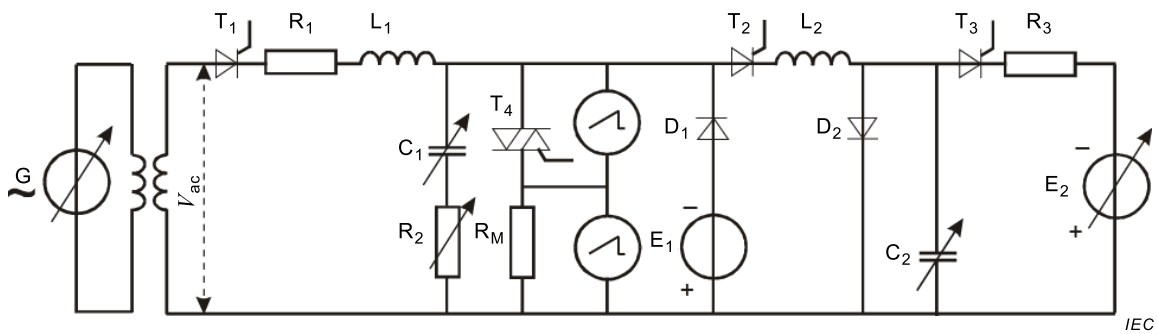 T₁ R₁ L₁ T₂ L₂ T₃ R₃
T₄
C₁ D₁ D₂
G
~ Vac − E₂ +
R₂ RM − E₁ + C₂
IEC